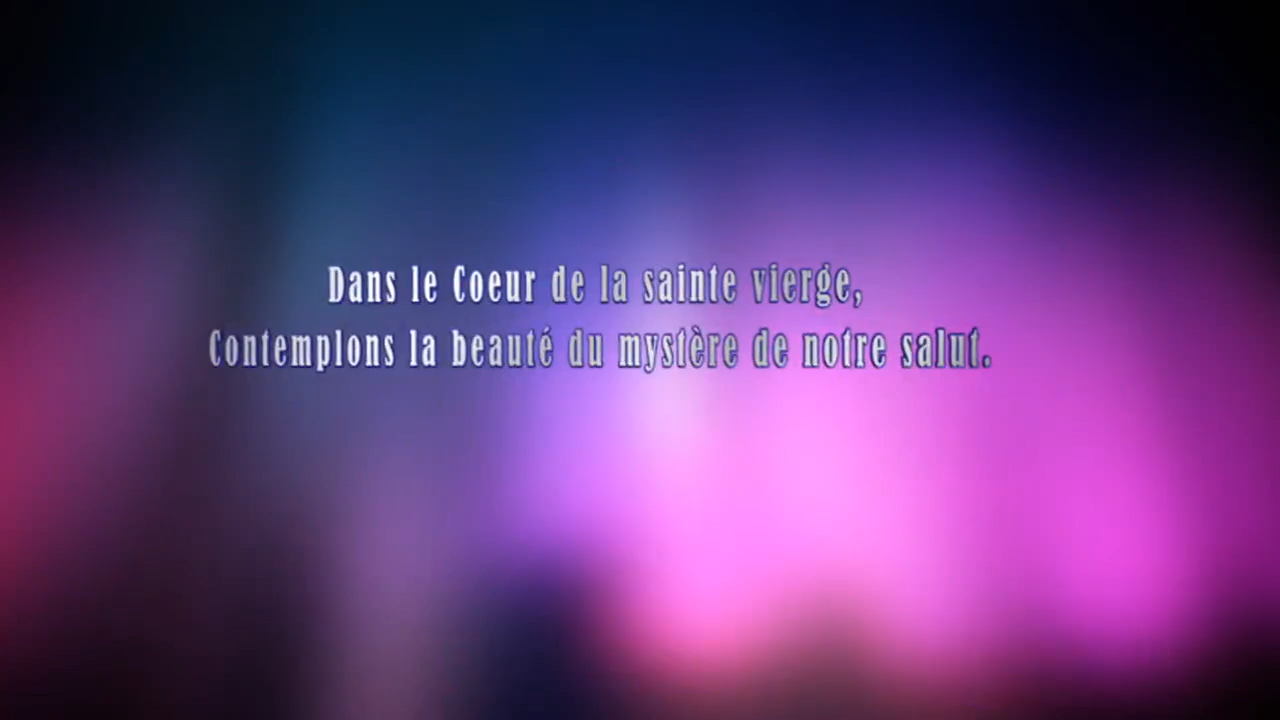 Dans le Coeur de la sainte vierge,
Contemplons la beauté du mystère de notre salut.